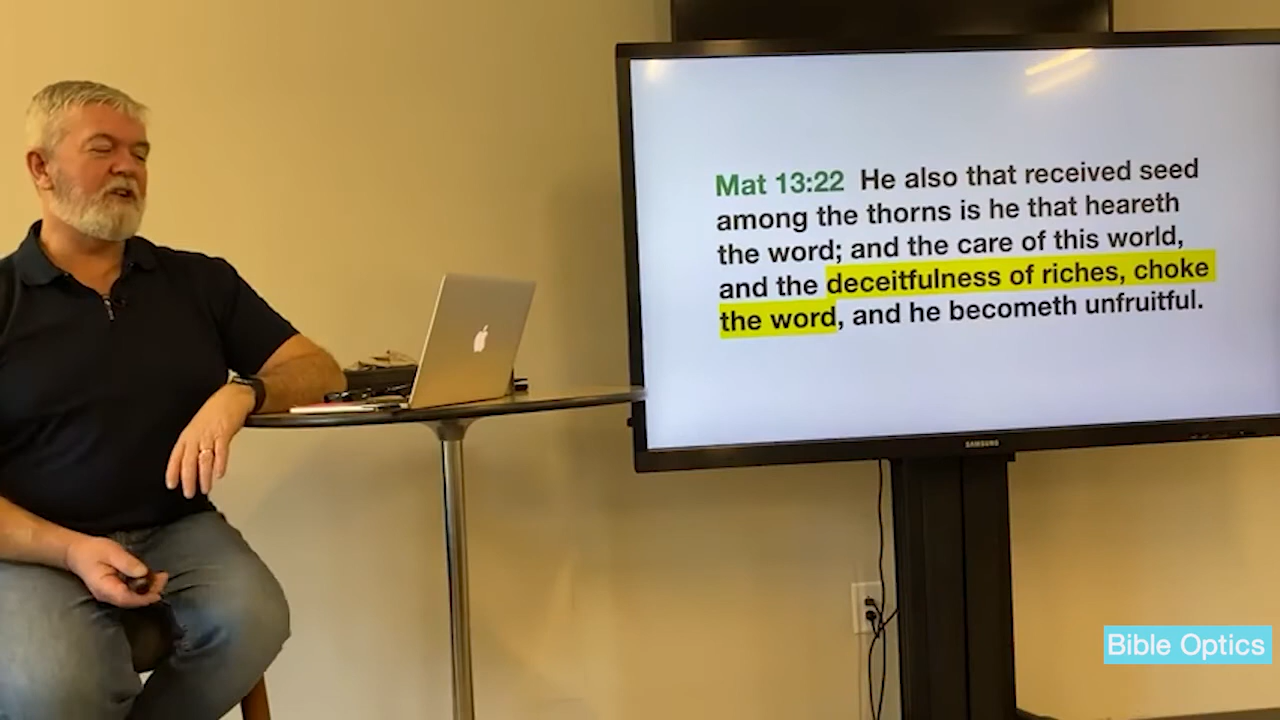 Mat 13:22 He also that received seed
among the thorns is he that heareth
the word; and the care of this world,
and the deceitfulness of riches, choke
the word, and he becometh unfruitful.
SAMSUNG
Bible Optics